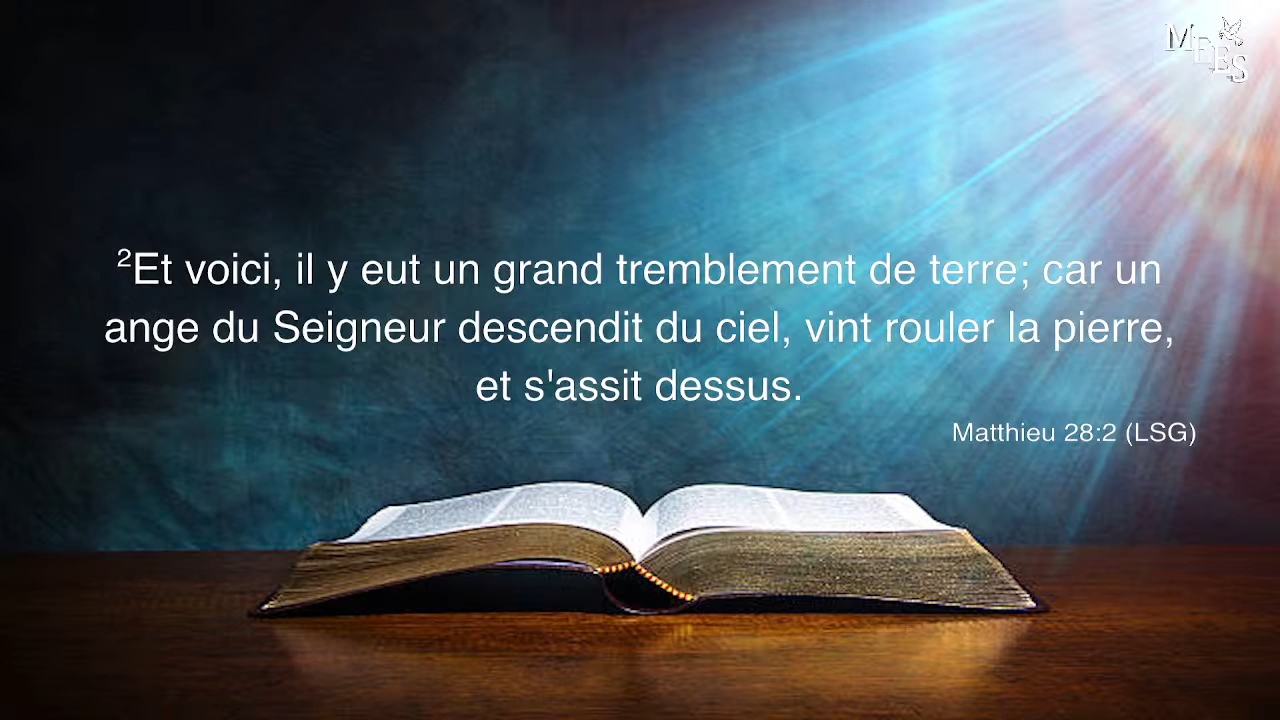 MEES
²Et voici, il y eut un grand tremblement de terre; car un
ange du Seigneur descendit du ciel, vint rouler la pierre,
et s'assit dessus.
Matthieu 28:2 (LSG)